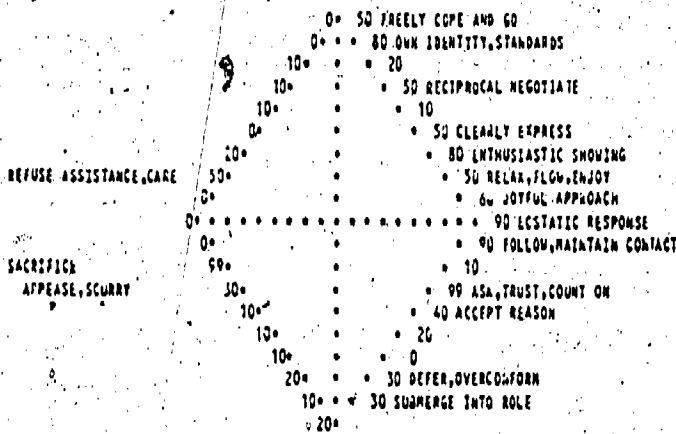 0* 50 FREELY COME AND GO
0* * * 80 OWN IDENTITY,STANDARDS
10* * * 20
10* * * 50 RECIPROCAL NEGOTIATE
10* * * 10
0* * * 50 CLEARLY EXPRESS
20* * * 80 ENTHUSIASTIC SHOWING
REFUSE ASSISTANCE,CARE 50* * * 50 RELAX,FLOW,ENJOY
0* * * 60 JOYFUL APPROACH
0* * * * * * * * * * * * * * * * * * * 90 ECSTATIC RESPONSE
0* * * 90 FOLLOW,MAINTAIN CONTACT
SACRIFICE 99* * * 10
APPEASE,SCURRY 30* * * 99 ASK,TRUST,COUNT ON
10* * * 40 ACCEPT REASON
10* * * 20
10* * * 0
20* * * 30 DEFER,OVERCONFORM
10* * * 30 SUBMERGE INTO ROLE
20*